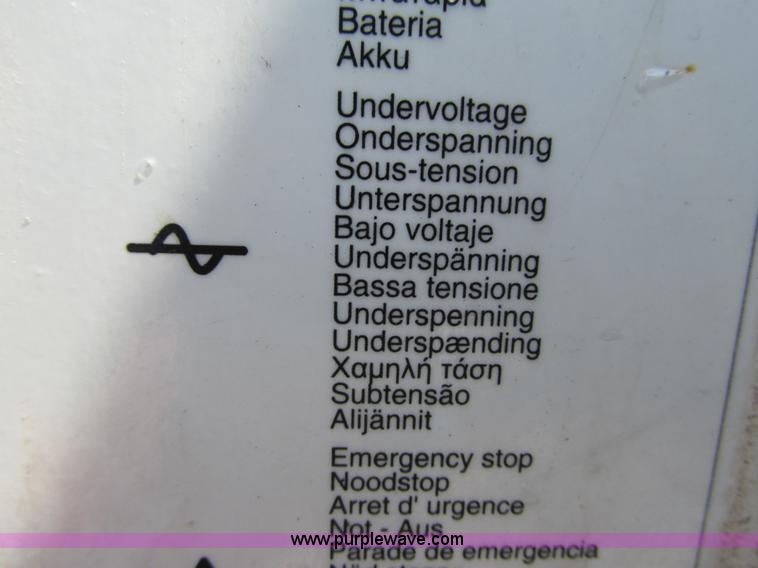 Bateria
Akku
Undervoltage
Onderspanning
Sous-tension
Unterspannung
Bajo voltaje
Underspänning
Bassa tensione
Underspenning
Underspænding
Χαμηλή τάση
Subtensão
Alijännit
Emergency stop
Noodstop
Arret d' urgence
Not - Aus
www.purplewave.com
Parade de emergencia